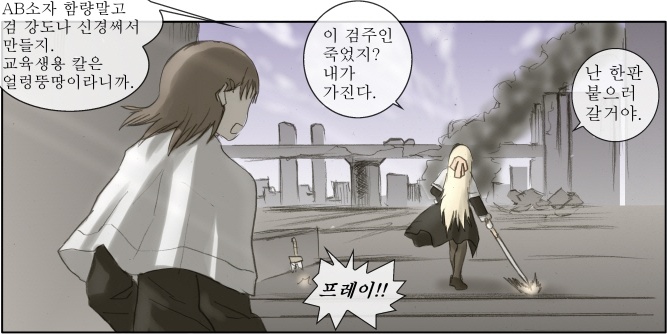 AB소자 함량말고
검 강도나 신경써서
만들지.
교육생용 칼은
얼렁뚱땅이라니까.
이 검주인
죽었지?
내가
가진다.
난 한판
붙으러
갈거야.
프레이!!